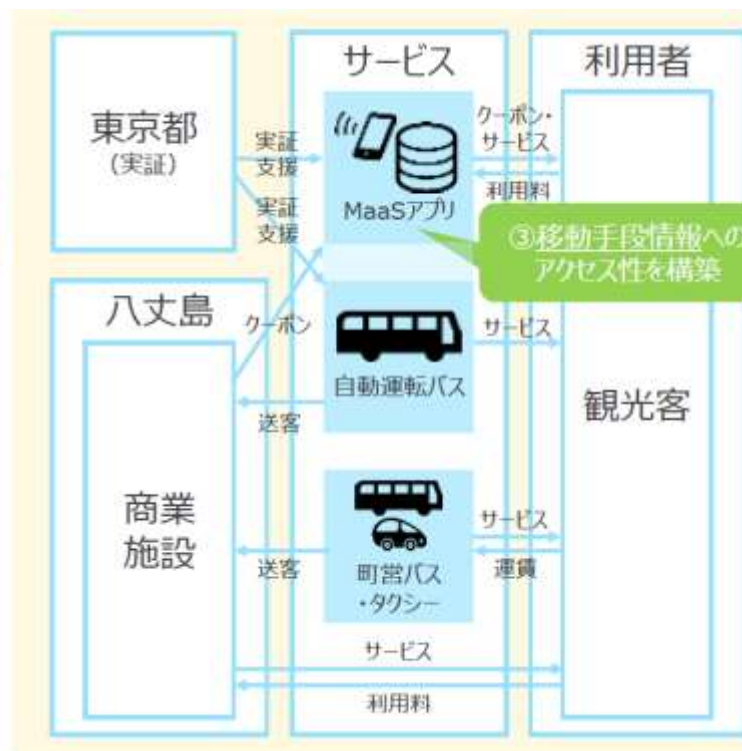 東京都
(実証)
サービス
利用者
実証
支援
実証
支援
MaaSアプリ
クーポン・
サービス
利用料
③移動手段情報への
アクセス性を構築
八丈島
クーポン
自動運転バス
サービス
送客
観光客
商業
施設
送客
町営バス
・タクシー
サービス
運賃
サービス
利用料